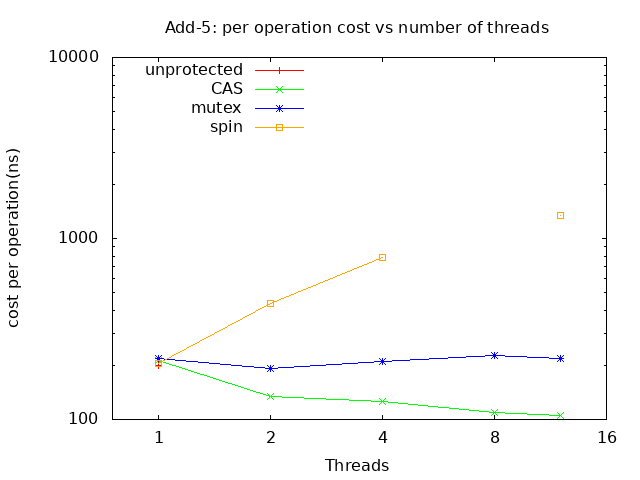 Add-5: per operation cost vs number of threads
10000
1000
100
cost per operation(ns)
unprotected
CAS
mutex
spin
1 2 4 8 16
Threads